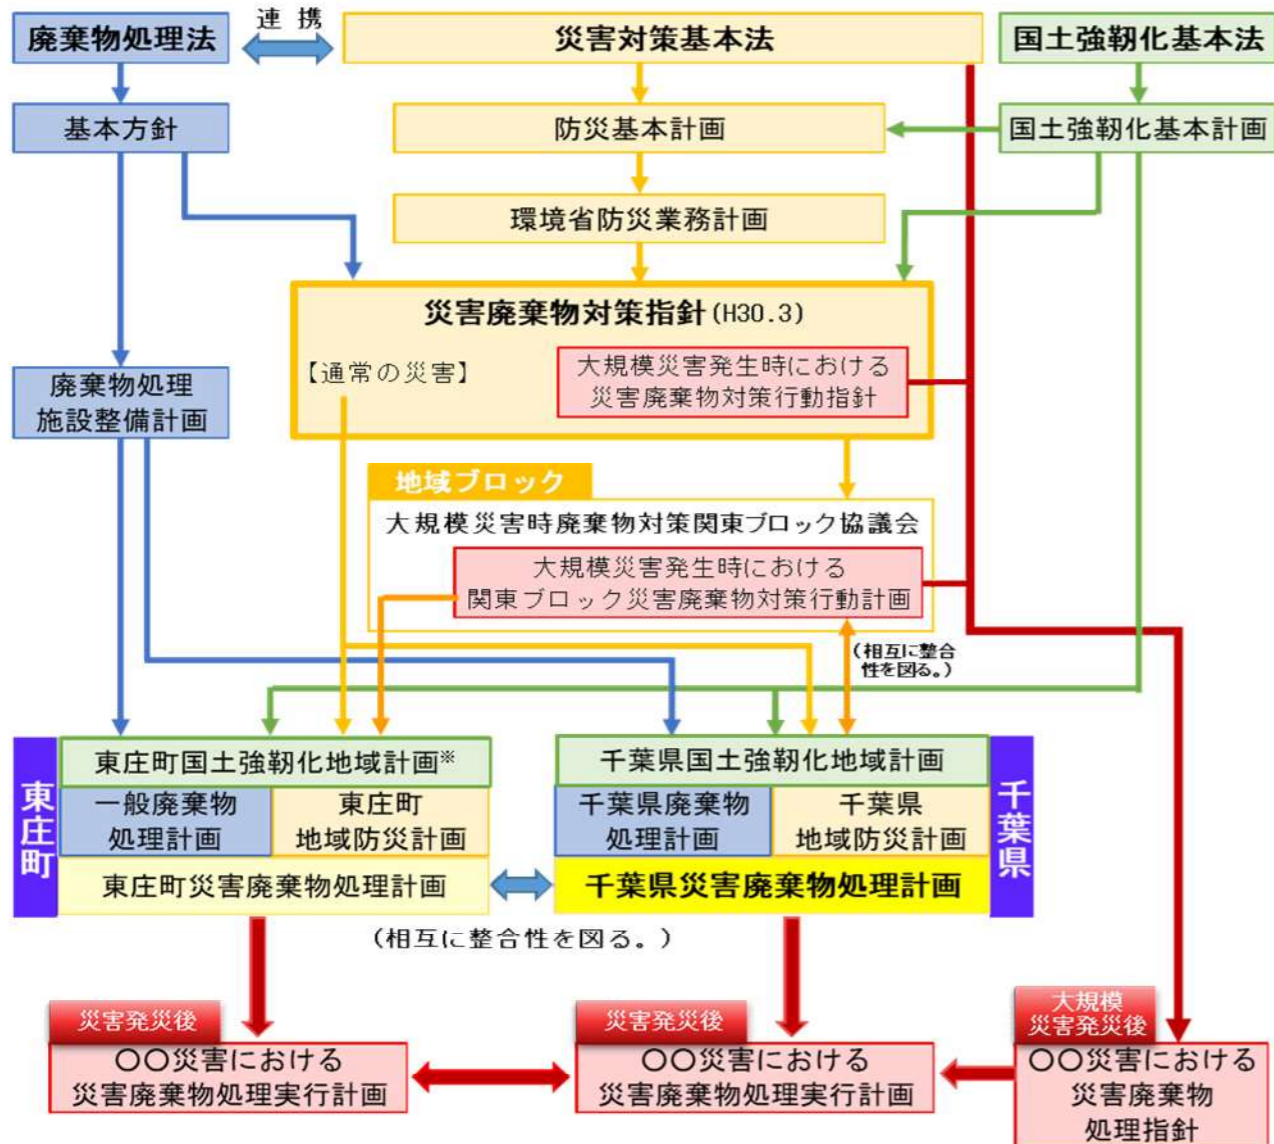 連 携
廃棄物処理法
災害対策基本法
国土強靭化基本法
基本方針
防災基本計画
国土強靭化基本計画
環境省防災業務計画
災害廃棄物対策指針(H30.3)
【通常の災害】
大規模災害発生時における
災害廃棄物対策行動指針
廃棄物処理
施設整備計画
地域ブロック
大規模災害時廃棄物対策関東ブロック協議会
大規模災害発生時における
関東ブロック災害廃棄物対策行動計画
(相互に整合
性を図る。)
東庄町
東庄町国土強靭化地域計画※
一般廃棄物
処理計画
東庄町
地域防災計画
東庄町災害廃棄物処理計画
千葉県国土強靭化地域計画
千葉県廃棄物
処理計画
千葉県
地域防災計画
千葉県災害廃棄物処理計画
千葉県
(相互に整合性を図る。)
災害発災後
〇〇災害における
災害廃棄物処理実行計画
災害発災後
〇〇災害における
災害廃棄物処理実行計画
大規模
災害発災後
〇〇災害における
災害廃棄物
処理指針